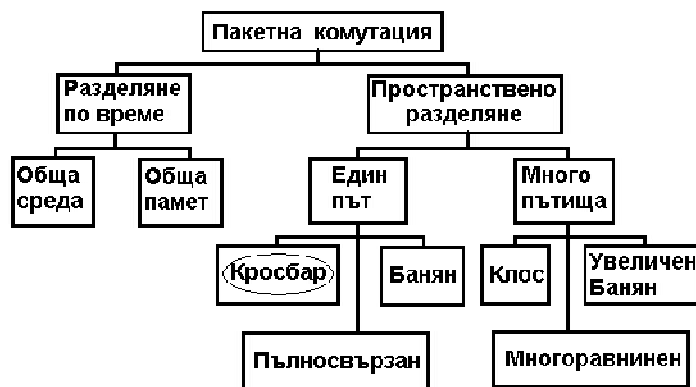 Пакетна комутация
Разделяне
по време
Пространствено
разделяне
Обща
среда
Обща
памет
Един
път
Много
пътища
Кросбар
Банян
Клос
Увеличен
Банян
Пълносвързан
Многоравнинен